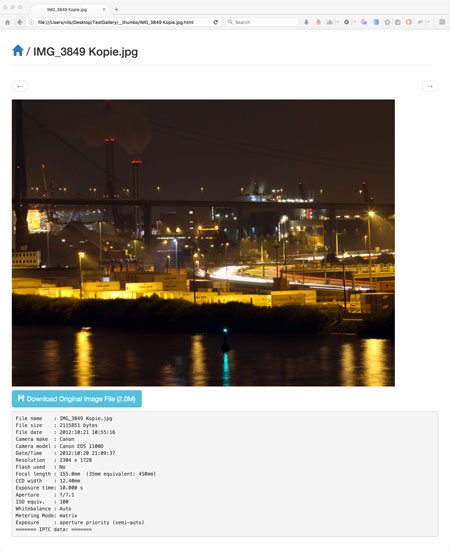 IMG_3849 Kopie.jpg
file:///Users/nils/Desktop/TestGallery/_thumbs/IMG_3849 Kopie.jpg.html
Search
/ IMG_3849 Kopie.jpg
← →
Download Original Image File (2.0M)
File name : IMG_3849 Kopie.jpg
File size : 2115851 bytes
File date : 2012:10:21 10:55:16
Camera make : Canon
Camera model : Canon EOS 1100D
Date/Time : 2012:10:20 21:09:37
Resolution : 2304 x 1728
Flash used : No
Focal length : 155.0mm (35mm equivalent: 450mm)
CCD width : 12.40mm
Exposure time: 10.000 s
Aperture : f/7.1
ISO equiv. : 100
Whitebalance : Auto
Metering Mode: matrix
Exposure : aperture priority (semi-auto)
======= IPTC data: =======